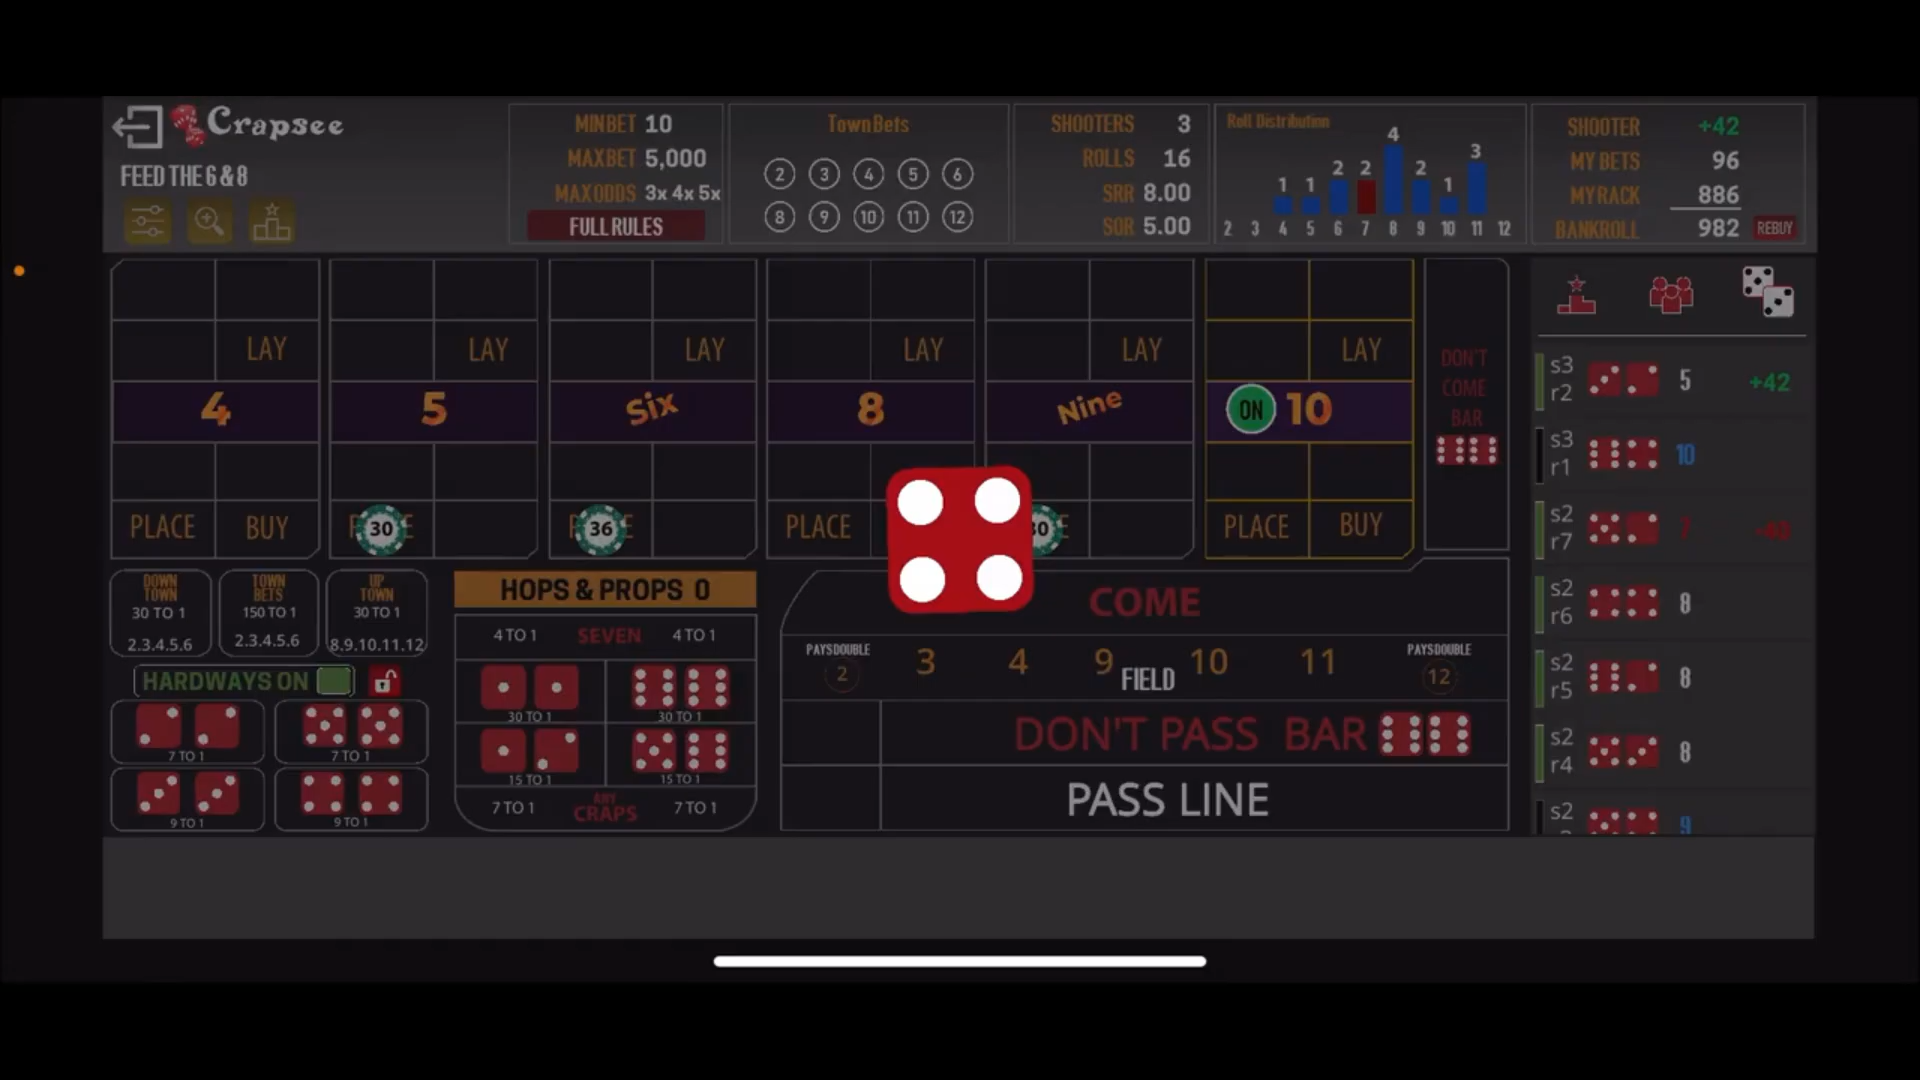 Crapsee
FEED THE 6 & 8
MIN BET 10
MAX BET 5,000
MAX ODDS 3x 4x 5x
FULL RULES
Town Bets
2 3 4 5 6
8 9 10 11 12
SHOOTERS 3
ROLLS 16
SRR 8.00
SOR 5.00
Roll Distribution
1 1 2 2 4 2 1 3
2 3 4 5 6 7 8 9 10 11 12
SHOOTER +42
MY BETS 96
MY RACK 886
BANKROLL 982 REBUY
LAY LAY LAY LAY LAY LAY
4 5 Six 8 Nine ON 10
PLACE BUY 30 36 PLACE PLACE BUY
DON'T
COME
BAR
s3
r2 5 +42
s3
r1 10
s2
r7 7
s2
r6 8
s2
r5 8
s2
r4 8
s2 9
DOWN
TOWN
30 TO 1
2.3.4.5.6
TOWN
BETS
150 TO 1
2.3.4.5.6
UP
TOWN
30 TO 1
8.9.10.11.12
HARDWAYS ON
7 TO 1 7 TO 1
9 TO 1 9 TO 1
HOPS & PROPS 0
4 TO 1 SEVEN 4 TO 1
30 TO 1 30 TO 1
15 TO 1 15 TO 1
7 TO 1 ANY CRAPS 7 TO 1
COME
PAYS DOUBLE
2
3 4 9 10 11
FIELD
PAYS DOUBLE
12
DON'T PASS BAR
PASS LINE